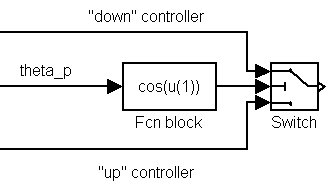 "down" controller
theta_p
cos(u(1))
Fcn block
Switch
"up" controller